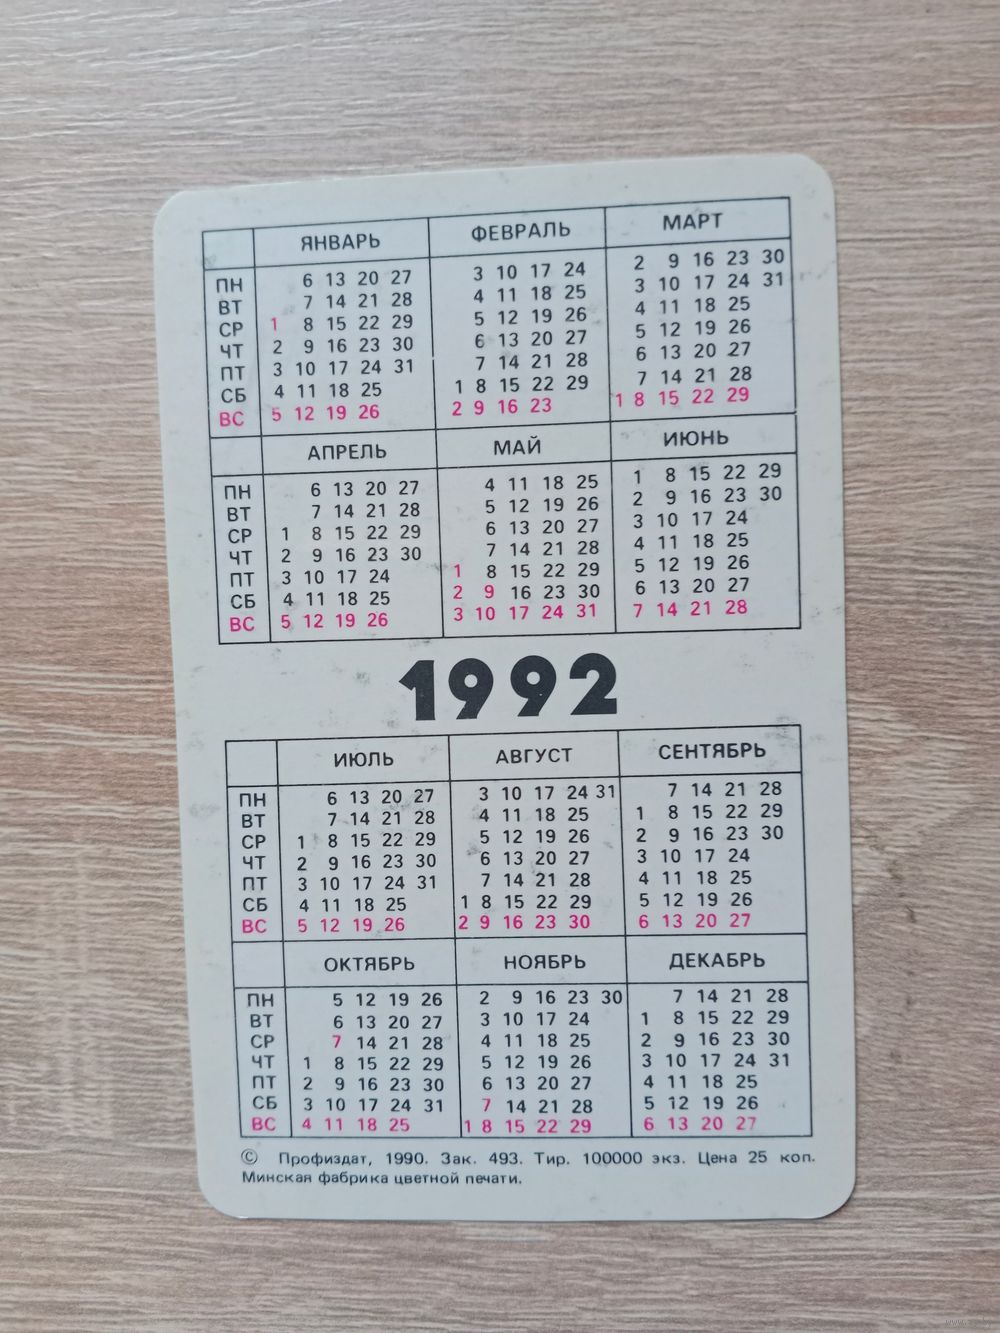 ЯНВАРЬ ФЕВРАЛЬ МАРТ
ПН 6 13 20 27 3 10 17 24 2 9 16 23 30
ВТ 7 14 21 28 4 11 18 25 3 10 17 24 31
СР 1 8 15 22 29 5 12 19 26 4 11 18 25
ЧТ 2 9 16 23 30 6 13 20 27 5 12 19 26
ПТ 3 10 17 24 31 7 14 21 28 6 13 20 27
СБ 4 11 18 25 1 8 15 22 29 7 14 21 28
ВС 5 12 19 26 2 9 16 23 1 8 15 22 29
АПРЕЛЬ МАЙ ИЮНЬ
ПН 6 13 20 27 4 11 18 25 1 8 15 22 29
ВТ 7 14 21 28 5 12 19 26 2 9 16 23 30
СР 1 8 15 22 29 6 13 20 27 3 10 17 24
ЧТ 2 9 16 23 30 7 14 21 28 4 11 18 25
ПТ 3 10 17 24 1 8 15 22 29 5 12 19 26
СБ 4 11 18 25 2 9 16 23 30 6 13 20 27
ВС 5 12 19 26 3 10 17 24 31 7 14 21 28
1992
ИЮЛЬ АВГУСТ СЕНТЯБРЬ
ПН 6 13 20 27 3 10 17 24 31 7 14 21 28
ВТ 7 14 21 28 4 11 18 25 1 8 15 22 29
СР 1 8 15 22 29 5 12 19 26 2 9 16 23 30
ЧТ 2 9 16 23 30 6 13 20 27 3 10 17 24
ПТ 3 10 17 24 31 7 14 21 28 4 11 18 25
СБ 4 11 18 25 1 8 15 22 29 5 12 19 26
ВС 5 12 19 26 2 9 16 23 30 6 13 20 27
ОКТЯБРЬ НОЯБРЬ ДЕКАБРЬ
ПН 5 12 19 26 2 9 16 23 30 7 14 21 28
ВТ 6 13 20 27 3 10 17 24 1 8 15 22 29
СР 7 14 21 28 4 11 18 25 2 9 16 23 30
ЧТ 1 8 15 22 29 5 12 19 26 3 10 17 24 31
ПТ 2 9 16 23 30 6 13 20 27 4 11 18 25
СБ 3 10 17 24 31 7 14 21 28 5 12 19 26
ВС 4 11 18 25 1 8 15 22 29 6 13 20 27
© Профиздат, 1990. Зак. 493. Тир. 100000 экз. Цена 25 коп.
Минская фабрика цветной печати.